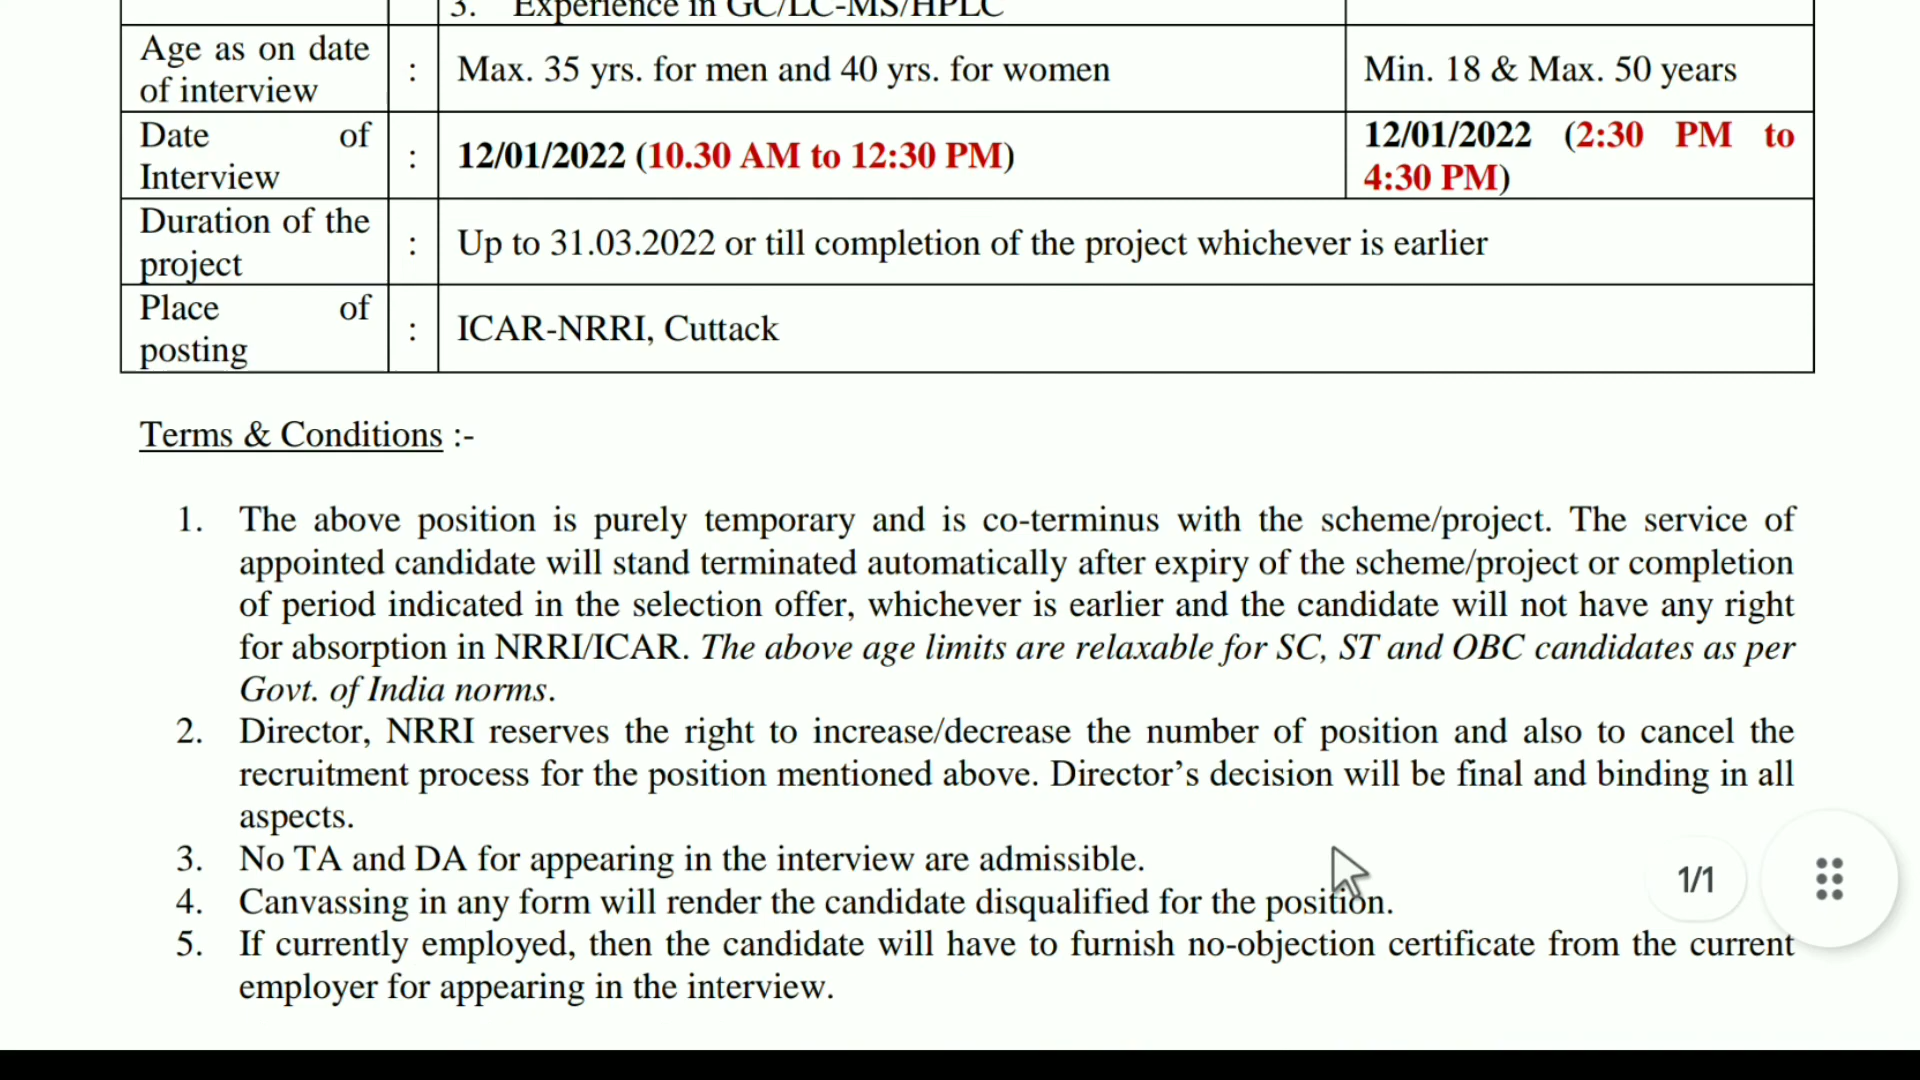 3. Experience in GC/LC-MS/HPLC
Age as on date
of interview
:
Max. 35 yrs. for men and 40 yrs. for women
Min. 18 & Max. 50 years
Date of
Interview
:
12/01/2022 (10.30 AM to 12:30 PM)
12/01/2022 (2:30 PM to
4:30 PM)
Duration of the
project
:
Up to 31.03.2022 or till completion of the project whichever is earlier
Place of
posting
:
ICAR-NRRI, Cuttack
Terms & Conditions :-
1. The above position is purely temporary and is co-terminus with the scheme/project. The service of
appointed candidate will stand terminated automatically after expiry of the scheme/project or completion
of period indicated in the selection offer, whichever is earlier and the candidate will not have any right
for absorption in NRRI/ICAR. The above age limits are relaxable for SC, ST and OBC candidates as per
Govt. of India norms.
2. Director, NRRI reserves the right to increase/decrease the number of position and also to cancel the
recruitment process for the position mentioned above. Director’s decision will be final and binding in all
aspects.
3. No TA and DA for appearing in the interview are admissible.
4. Canvassing in any form will render the candidate disqualified for the position.
5. If currently employed, then the candidate will have to furnish no-objection certificate from the current
employer for appearing in the interview.
1/1